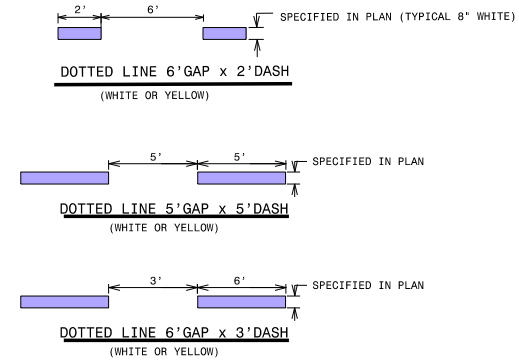 2' 6' SPECIFIED IN PLAN (TYPICAL 8" WHITE)
DOTTED LINE 6'GAP x 2'DASH
(WHITE OR YELLOW)
5' 5' SPECIFIED IN PLAN
DOTTED LINE 5'GAP x 5'DASH
(WHITE OR YELLOW)
3' 6' SPECIFIED IN PLAN
DOTTED LINE 6'GAP x 3'DASH
(WHITE OR YELLOW)